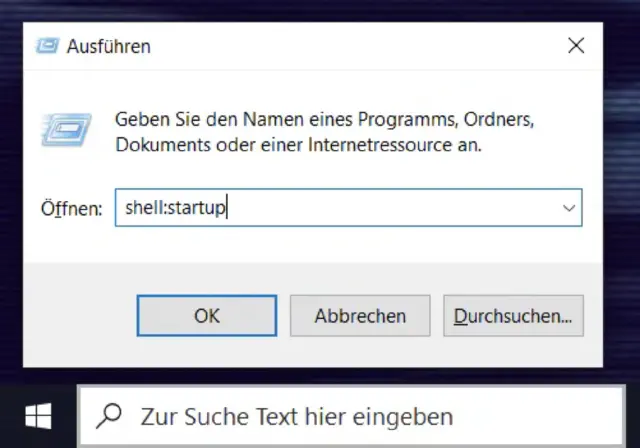 Ausführen
Geben Sie den Namen eines Programms, Ordners,
Dokuments oder einer Internetressource an.
Öffnen: shell:startup
OK Abbrechen Durchsuchen...
Zur Suche Text hier eingeben